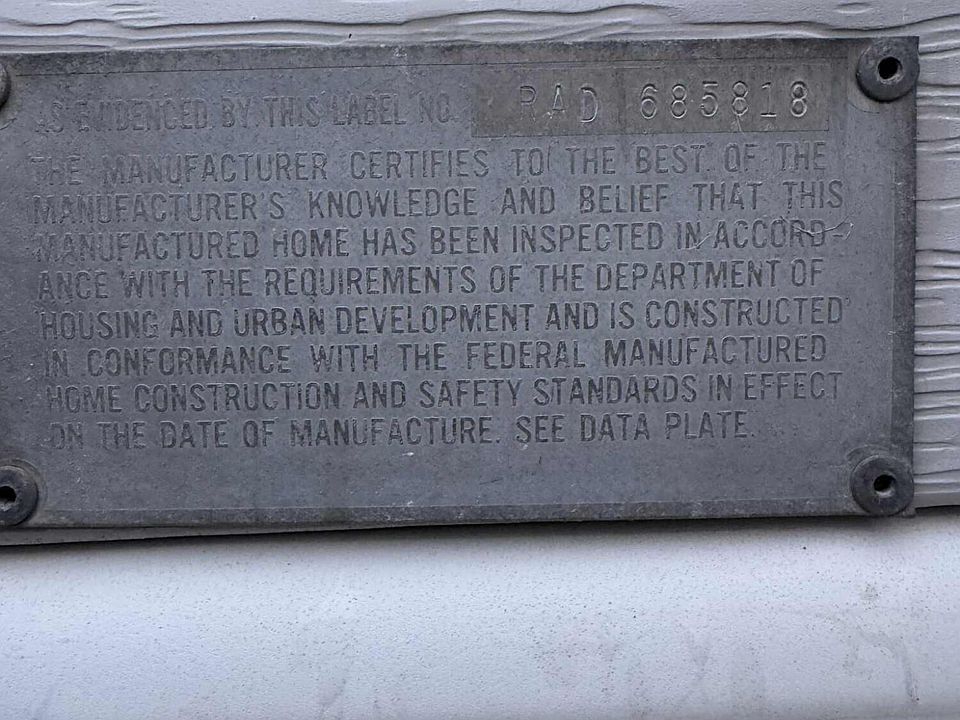 AS EVIDENCED BY THIS LABEL NO. RAD 685818
THE MANUFACTURER CERTIFIES TO THE BEST OF THE
MANUFACTURER'S KNOWLEDGE AND BELIEF THAT THIS
MANUFACTURED HOME HAS BEEN INSPECTED IN ACCORD-
ANCE WITH THE REQUIREMENTS OF THE DEPARTMENT OF
HOUSING AND URBAN DEVELOPMENT AND IS CONSTRUCTED
IN CONFORMANCE WITH THE FEDERAL MANUFACTURED
HOME CONSTRUCTION AND SAFETY STANDARDS IN EFFECT
ON THE DATE OF MANUFACTURE. SEE DATA PLATE.